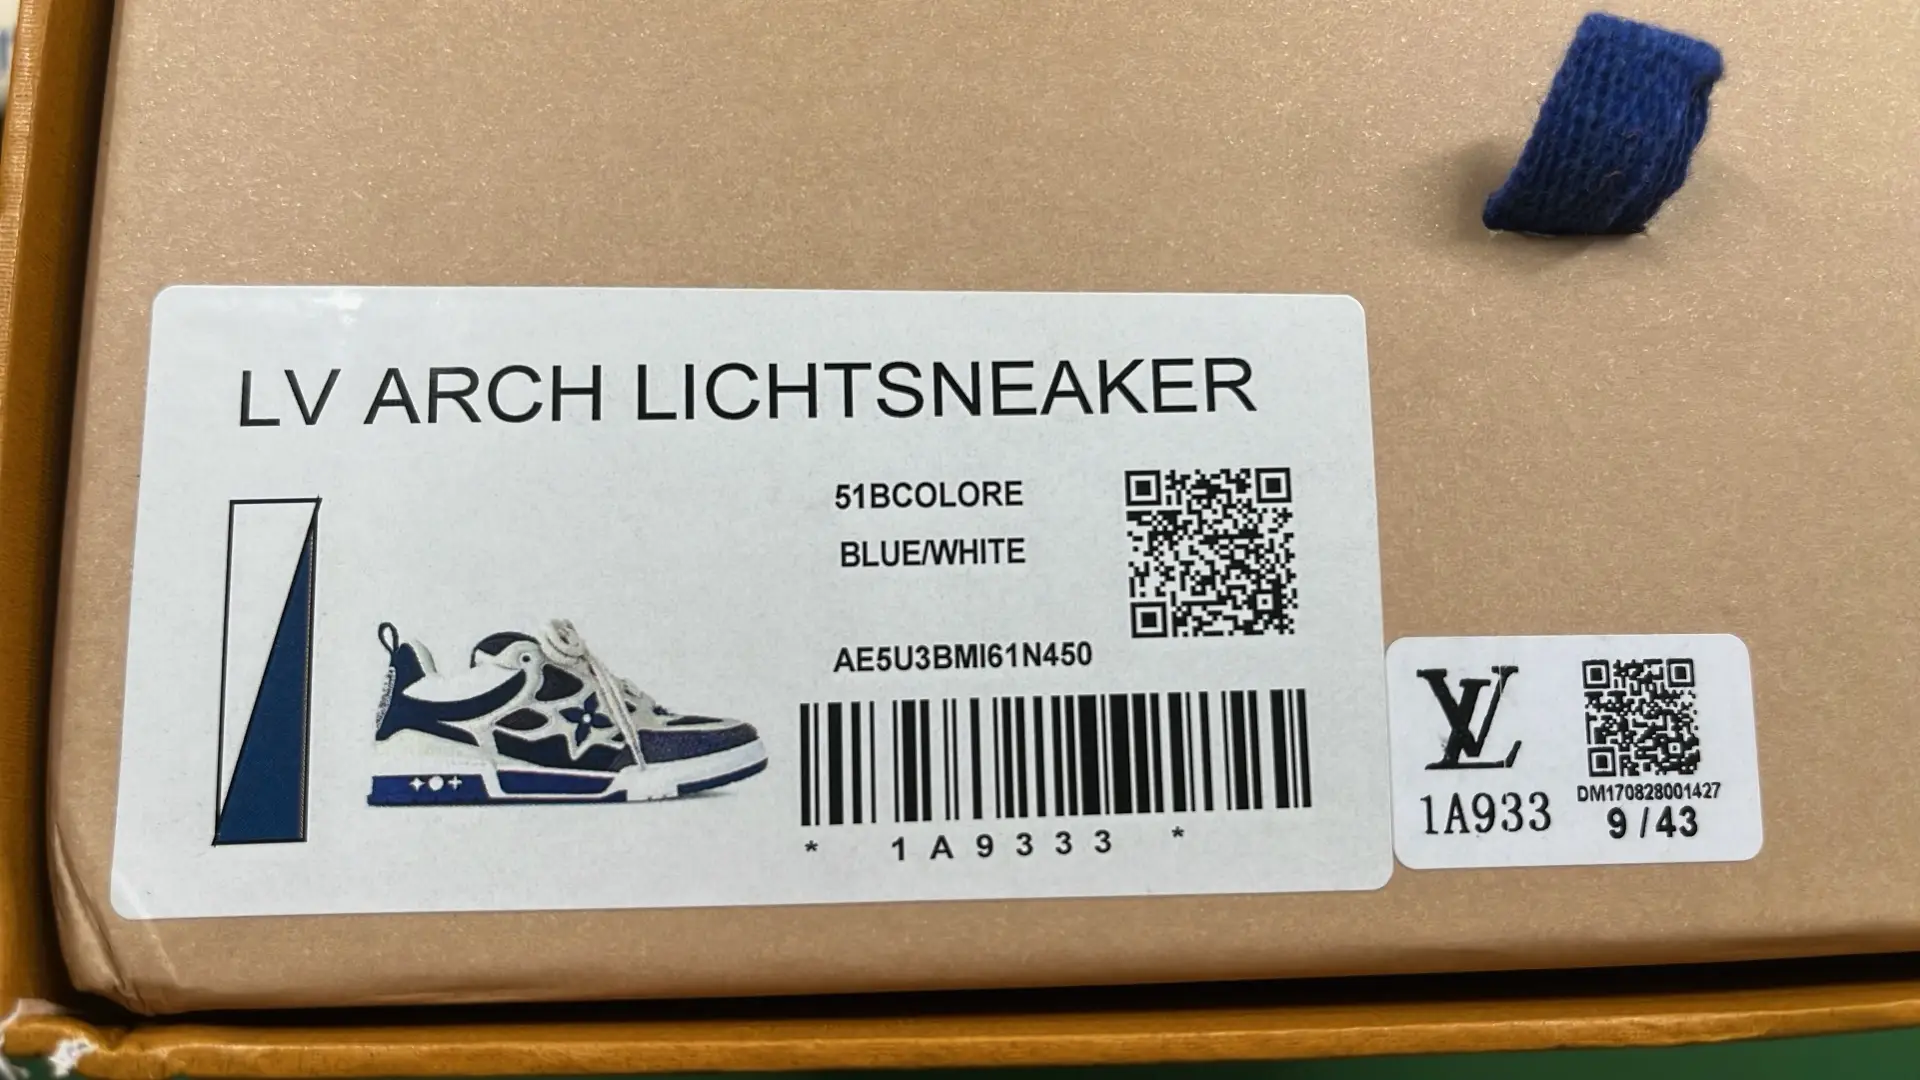 LV ARCH LICHTSNEAKER
51BCOLORE
BLUE/WHITE
AE5U3BMI61N450
* 1 A 9 3 3 3 *
LV
1A933
DM170828001427
9 / 43